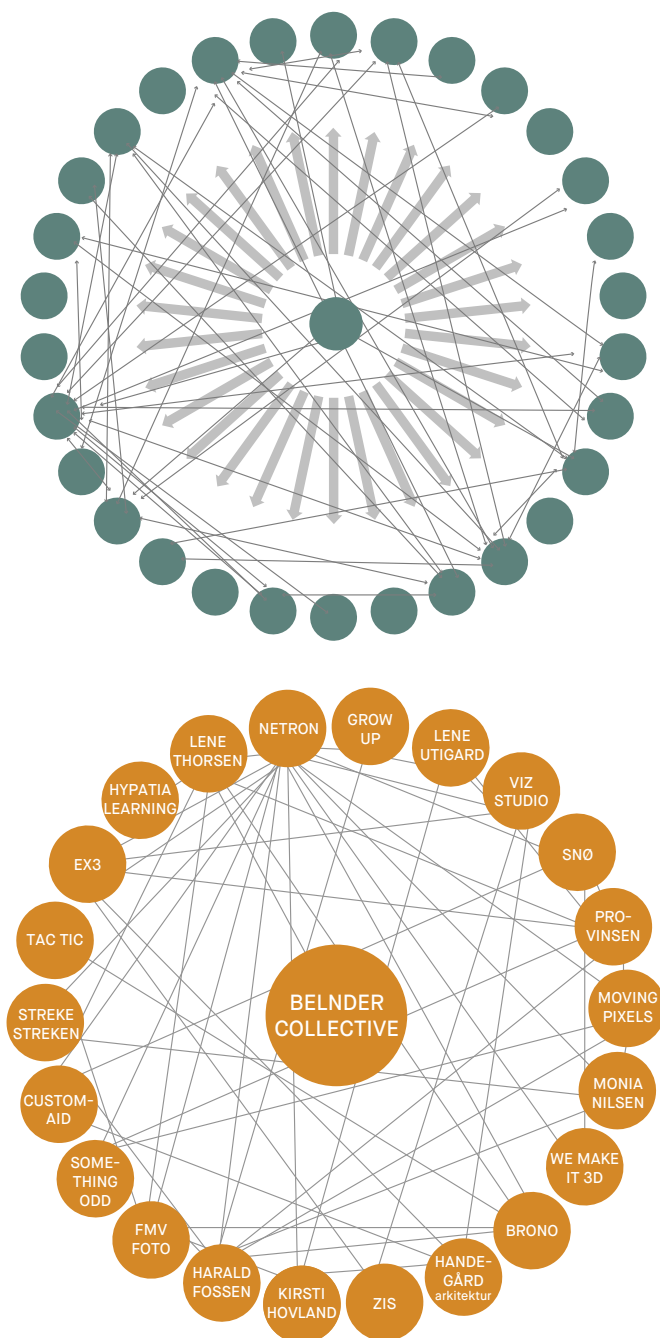 NETRON
GROW
UP
LENE
UTIGARD
LENE
THORSEN
VIZ
STUDIO
HYPATIA
LEARNING
SNØ
EX3
PRO-
VINSEN
TAC TIC
BELNDER
COLLECTIVE
MOVING
PIXELS
STREKE
STREKEN
MONIA
NILSEN
CUSTOM-
AID
WE MAKE
IT 3D
SOME-
THING
ODD
BRONO
FMV
FOTO
HANDE-
GÅRD
arkitektur
HARALD
FOSSEN
KIRSTI
HOVLAND
ZIS